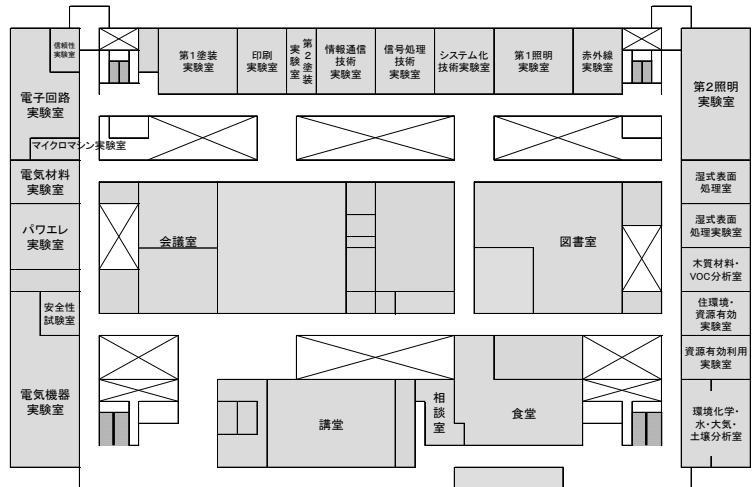 信頼性
実験室
電子回路
実験室
マイクロマシン実験室
電気材料
実験室
パワエレ
実験室
安全性
試験室
電気機器
実験室
第1塗装
実験室
印刷
実験室
第2塗装
実験室
情報通信
技術
実験室
信号処理
技術
実験室
システム化
技術実験室
第1照明
実験室
赤外線
実験室
会議室
図書室
講堂
相談室
食堂
第2照明
実験室
湿式表面
処理室
湿式表面
処理実験室
木質材料・
VOC分析室
住環境・
資源有効
実験室
資源有効利用
実験室
環境化学・
水・大気・
土壌分析室